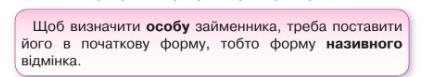 Щоб визначити особу займенника, треба поставити
його в початкову форму, тобто форму називного
відмінка.